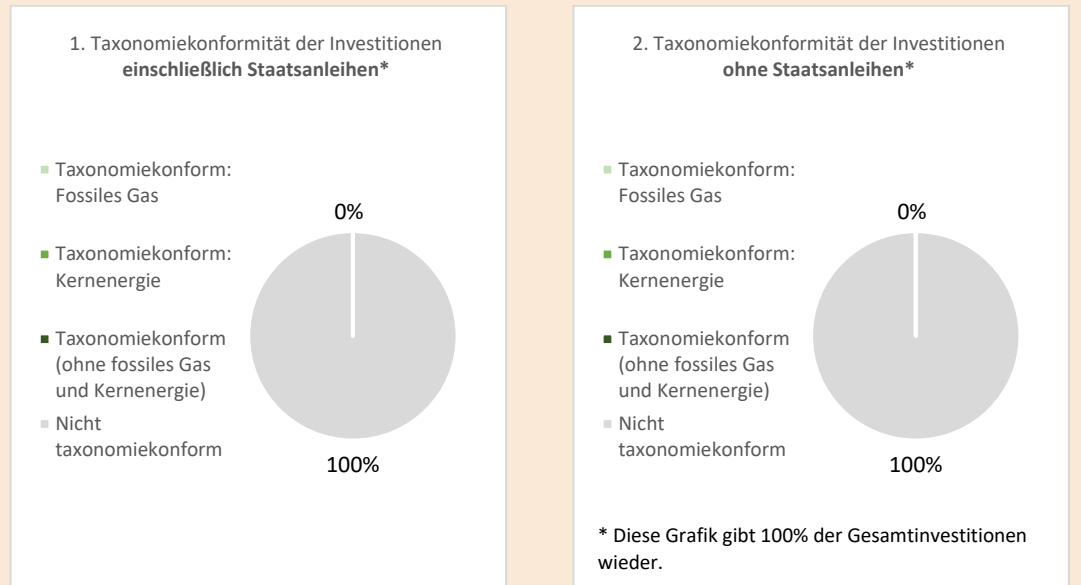 1. Taxonomiekonformität der Investitionen
einschließlich Staatsanleihen*
Taxonomiekonform:
Fossiles Gas
Taxonomiekonform:
Kernenergie
Taxonomiekonform
(ohne fossiles Gas
und Kernenergie)
Nicht
taxonomiekonform
0%
100%
2. Taxonomiekonformität der Investitionen
ohne Staatsanleihen*
Taxonomiekonform:
Fossiles Gas
Taxonomiekonform:
Kernenergie
Taxonomiekonform
(ohne fossiles Gas
und Kernenergie)
Nicht
taxonomiekonform
0%
100%
* Diese Grafik gibt 100% der Gesamtinvestitionen
wieder.